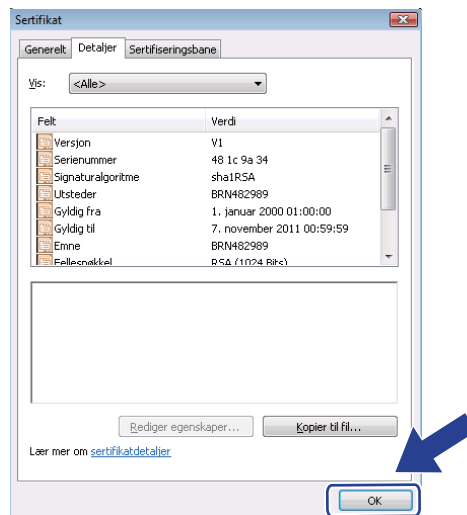 Sertifikat
Generelt Detaljer Sertifiseringsbane
Vis: <Alle>
Felt Verdi
Versjon V1
Serienummer 48 1c 9a 34
Signaturalgoritme sha1RSA
Utsteder BRN482989
Gyldig fra 1. januar 2000 01:00:00
Gyldig til 7. november 2011 00:59:59
Emne BRN482989
Fellesnøkkel RSA (1024 Bits)
Rediger egenskaper... Kopier til fil...
Lær mer om sertifikatdetaljer
OK